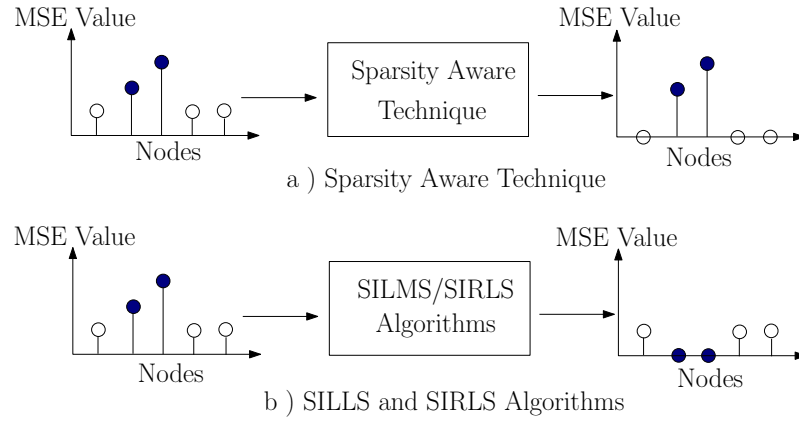 MSE Value
MSE Value
Sparsity Aware
Technique
Nodes
Nodes
a ) Sparsity Aware Technique
MSE Value
MSE Value
SILMS/SIRLS
Algorithms
Nodes
Nodes
b ) SILLS and SIRLS Algorithms